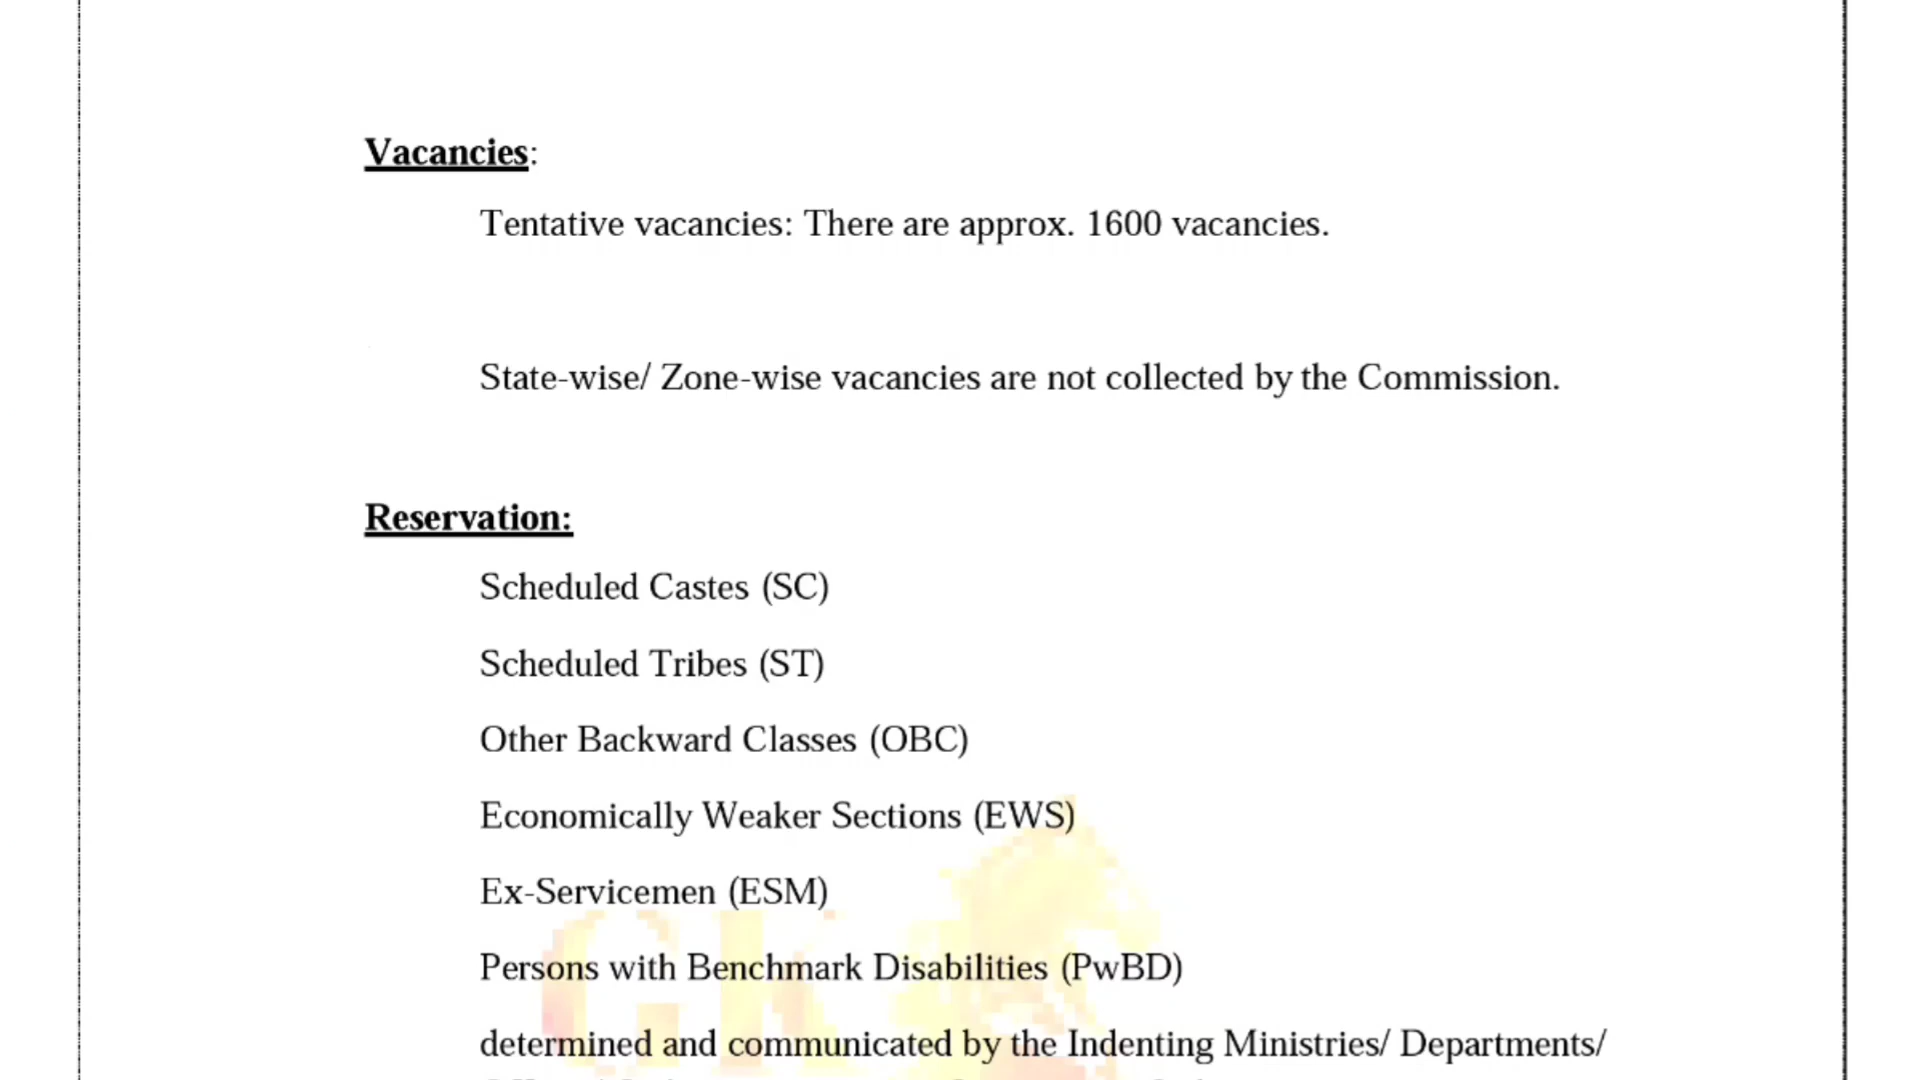 Vacancies:
Tentative vacancies: There are approx. 1600 vacancies.
State-wise/ Zone-wise vacancies are not collected by the Commission.
Reservation:
Scheduled Castes (SC)
Scheduled Tribes (ST)
Other Backward Classes (OBC)
Economically Weaker Sections (EWS)
Ex-Servicemen (ESM)
Persons with Benchmark Disabilities (PwBD)
determined and communicated by the Indenting Ministries/ Departments/